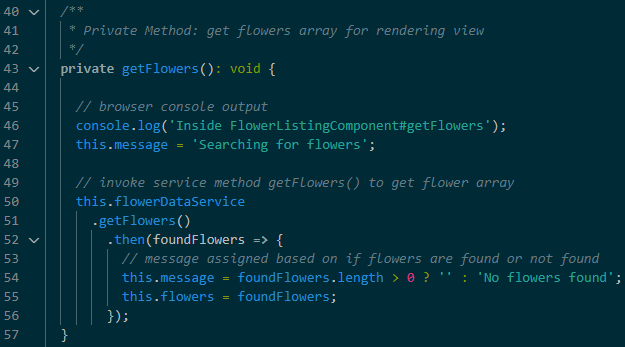 40 /**
41 * Private Method: get flowers array for rendering view
42 */
43 private getFlowers(): void {
44
45 // browser console output
46 console.log('Inside FlowerListingComponent#getFlowers');
47 this.message = 'Searching for flowers';
48
49 // invoke service method getFlowers() to get flower array
50 this.flowerDataService
51 .getFlowers()
52 .then(foundFlowers => {
53 // message assigned based on if flowers are found or not found
54 this.message = foundFlowers.length > 0 ? '' : 'No flowers found';
55 this.flowers = foundFlowers;
56 });
57 }